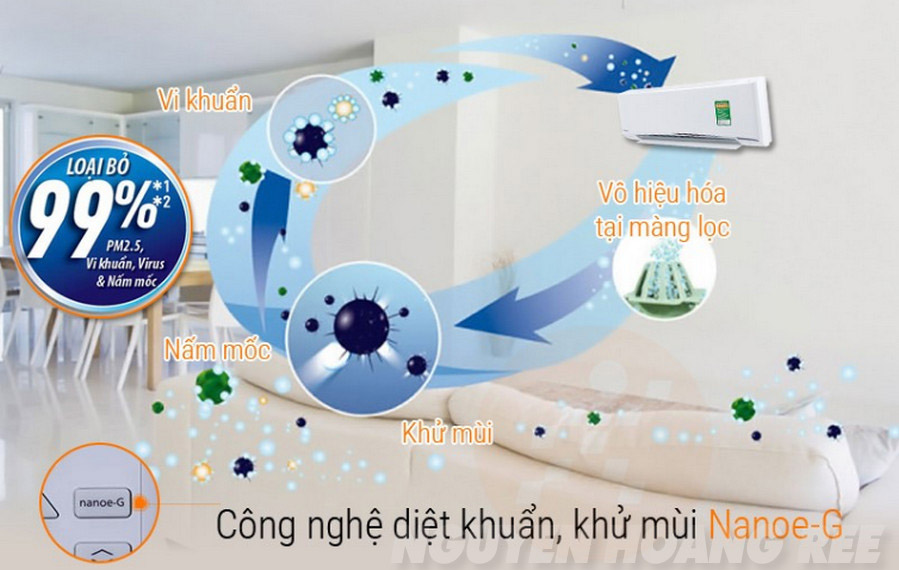 Vi khuẩn
LOẠI BỎ
99%*1
*2
PM2.5,
Vi khuẩn, Virus
& Nấm mốc
Vô hiệu hóa
tại màng lọc
Nấm mốc
Khử mùi
nanoe-G
Công nghệ diệt khuẩn, khử mùi Nanoe-G
NGUYEN HOANG REE